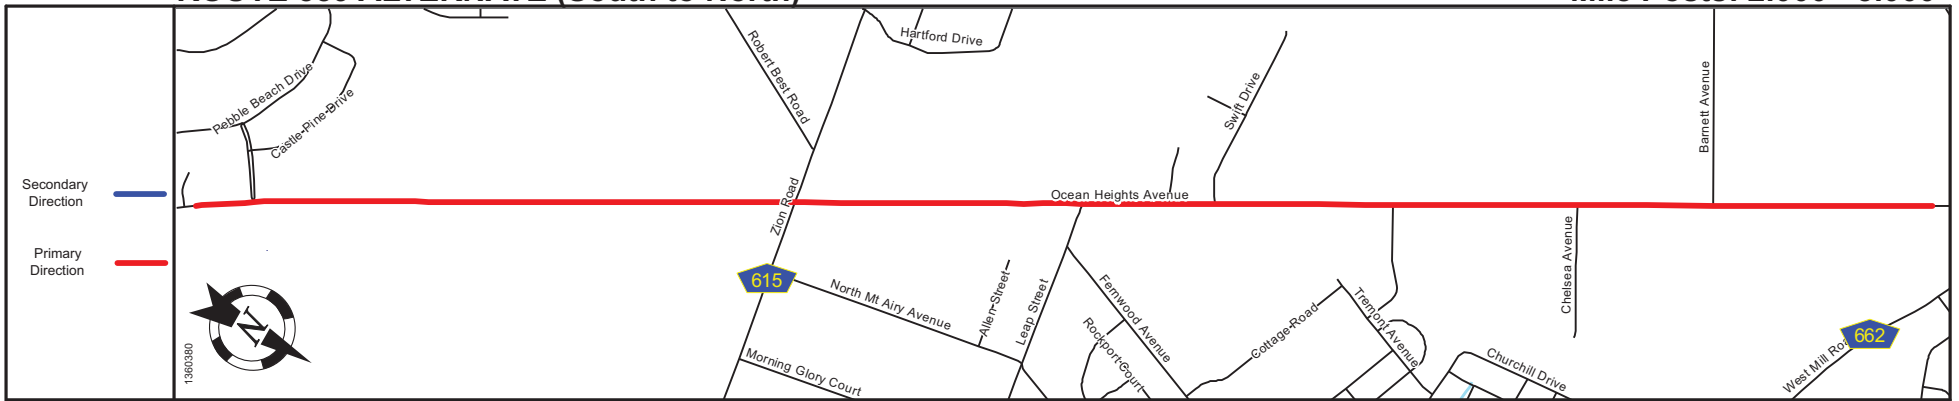 Hartford Drive
Robert Best Road
Pebble Beach Drive
Castle Pine Drive
Swift Drive
Barnett Avenue
Secondary
Direction
Ocean Heights Avenue
Zion Road
Primary
Direction
615
North Mt Airy Avenue
Allen Street
Leap Street
Fernwood Avenue
Rockport Court
Cottage Road
Tremont Avenue
Chelsea Avenue
Churchill Drive
662
West Mill
Morning Glory Court
N
1360380